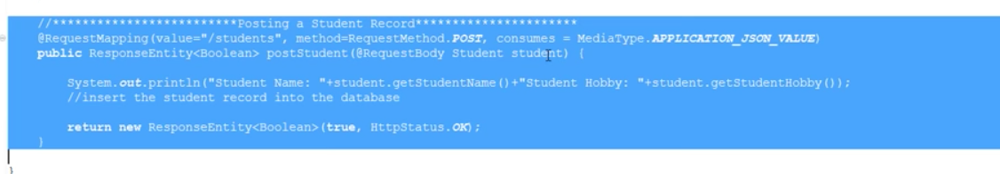 //*************************Posting a Student Record**********************
@RequestMapping(value="/students", method=RequestMethod.POST, consumes = MediaType.APPLICATION_JSON_VALUE)
public ResponseEntity<Boolean> postStudent(@RequestBody Student student) {
System.out.println("Student Name: "+student.getStudentName()+"Student Hobby: "+student.getStudentHobby());
//insert the student record into the database
return new ResponseEntity<Boolean>(true, HttpStatus.OK);
}
}